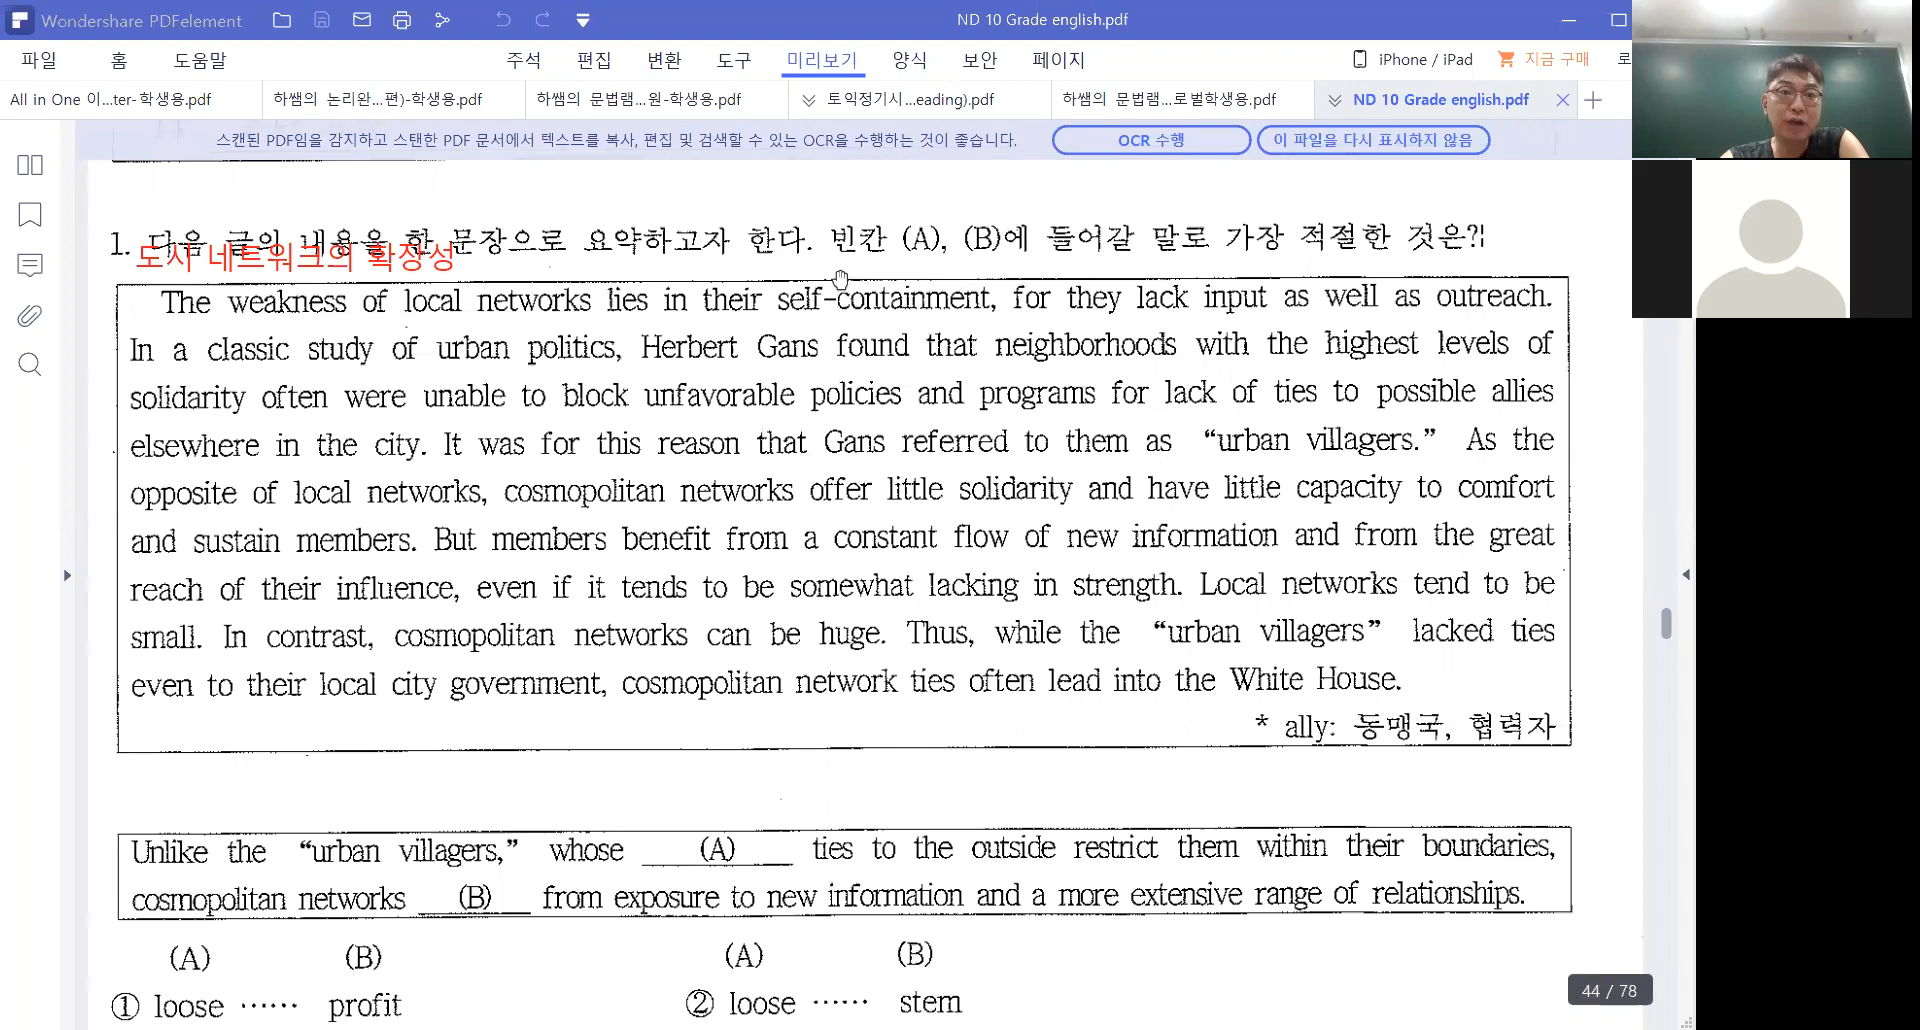 Wondershare PDFelement
ND 10 Grade english.pdf
파일 홈 도움말 주석 편집 변환 도구 미리보기 양식 보안 페이지 iPhone / iPad 지금 구매 로
All in One 이...ter-학생용.pdf
하쌤의 논리완...편)-학생용.pdf
하쌤의 문법램...원-학생용.pdf
토익정기시...eading).pdf
하쌤의 문법램...로벌학생용.pdf
ND 10 Grade english.pdf
스캔된 PDF임을 감지하고 스탠한 PDF 문서에서 텍스트를 복사, 편집 및 검색할 수 있는 OCR을 수행하는 것이 좋습니다.
OCR 수행
이 파일을 다시 표시하지 않음
1. 다음 글의 내용을 한 문장으로 요약하고자 한다. 빈칸 (A), (B)에 들어갈 말로 가장 적절한 것은?
도시 네트워크의 확장성
The weakness of local networks lies in their self-containment, for they lack input as well as outreach.
In a classic study of urban politics, Herbert Gans found that neighborhoods with the highest levels of
solidarity often were unable to block unfavorable policies and programs for lack of ties to possible allies
elsewhere in the city. It was for this reason that Gans referred to them as “urban villagers.” As the
opposite of local networks, cosmopolitan networks offer little solidarity and have little capacity to comfort
and sustain members. But members benefit from a constant flow of new information and from the great
reach of their influence, even if it tends to be somewhat lacking in strength. Local networks tend to be
small. In contrast, cosmopolitan networks can be huge. Thus, while the “urban villagers” lacked ties
even to their local city government, cosmopolitan network ties often lead into the White House.
* ally: 동맹국, 협력자
Unlike the “urban villagers,” whose (A) ties to the outside restrict them within their boundaries,
cosmopolitan networks (B) from exposure to new information and a more extensive range of relationships.
(A) (B) (A) (B)
① loose ······ profit ② loose ······ stem
44 / 78